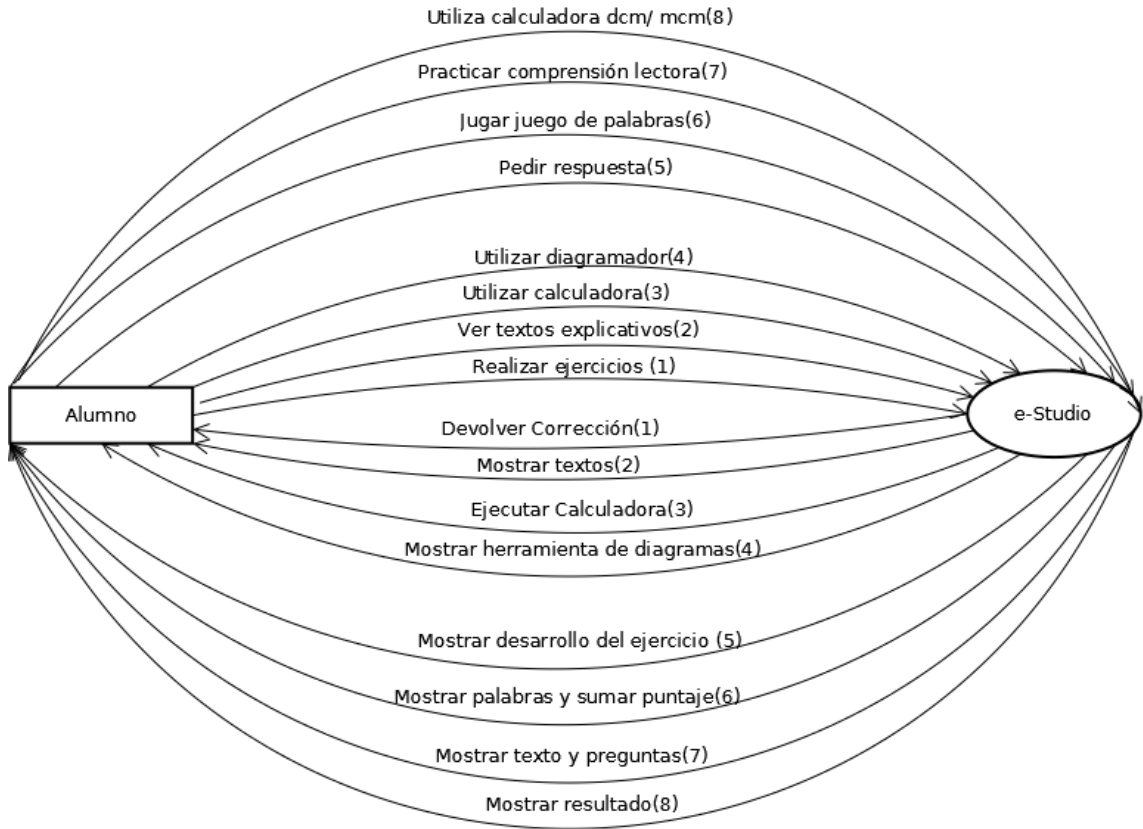 Utiliza calculadora dcm/ mcm(8)
Practicar comprensión lectora(7)
Jugar juego de palabras(6)
Pedir respuesta(5)
Utilizar diagramador(4)
Utilizar calculadora(3)
Ver textos explicativos(2)
Realizar ejercicios (1)
Alumno
e-Studio
Devolver Corrección(1)
Mostrar textos(2)
Ejecutar Calculadora(3)
Mostrar herramienta de diagramas(4)
Mostrar desarrollo del ejercicio (5)
Mostrar palabras y sumar puntaje(6)
Mostrar texto y preguntas(7)
Mostrar resultado(8)